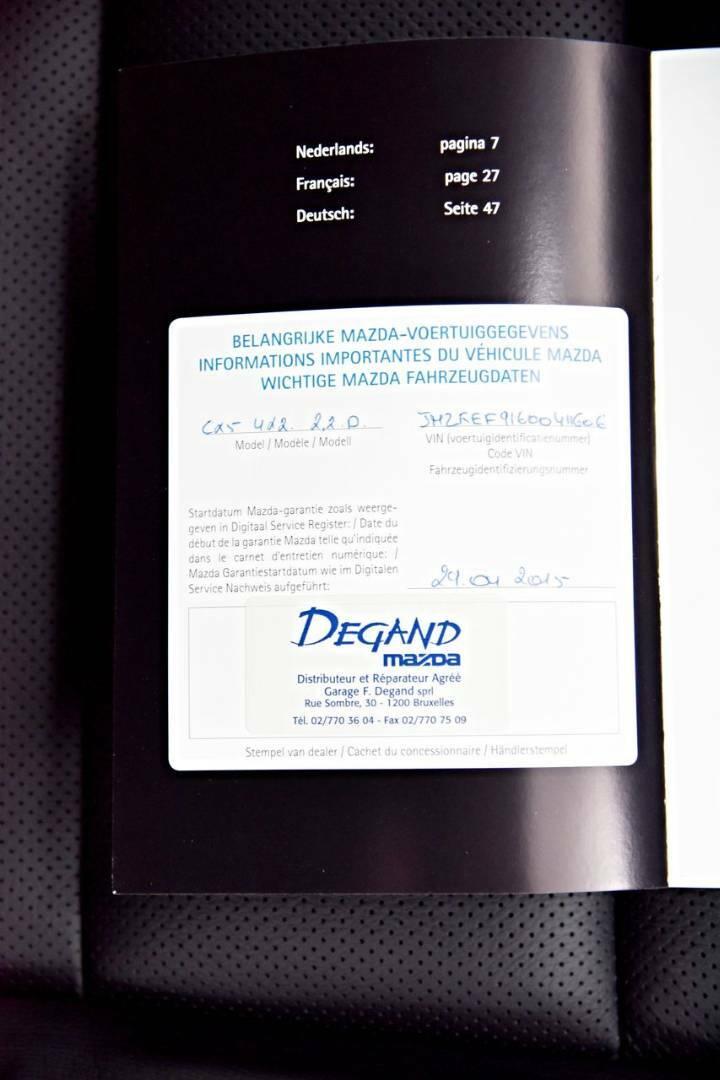 Nederlands: pagina 7
Français: page 27
Deutsch: Seite 47
BELANGRIJKE MAZDA-VOERTUIGGEGEVENS
INFORMATIONS IMPORTANTES DU VÉHICULE MAZDA
WICHTIGE MAZDA FAHRZEUGDATEN
CX5 4x2. 2,2 D.
Model / Modèle / Modell
VIN (voertuigidentificatienummer)
Code VIN
Fahrzeugidentifizierungsnummer
Startdatum Mazda-garantie zoals weerge-
geven in Digitaal Service Register: / Date du
début de la garantie Mazda telle qu'indiquée
dans le carnet d'entretien numérique: /
Mazda Garantiestartdatum wie im Digitalen
Service Nachweis aufgeführt:
DEGAND
mazda
Distributeur et Réparateur Agréé
Garage F. Degand sprl
Rue Sombre, 30 - 1200 Bruxelles
Tél. 02/770 36 04 - Fax 02/770 75 09
Stempel van dealer / Cachet du concessionnaire / Händlerstempel